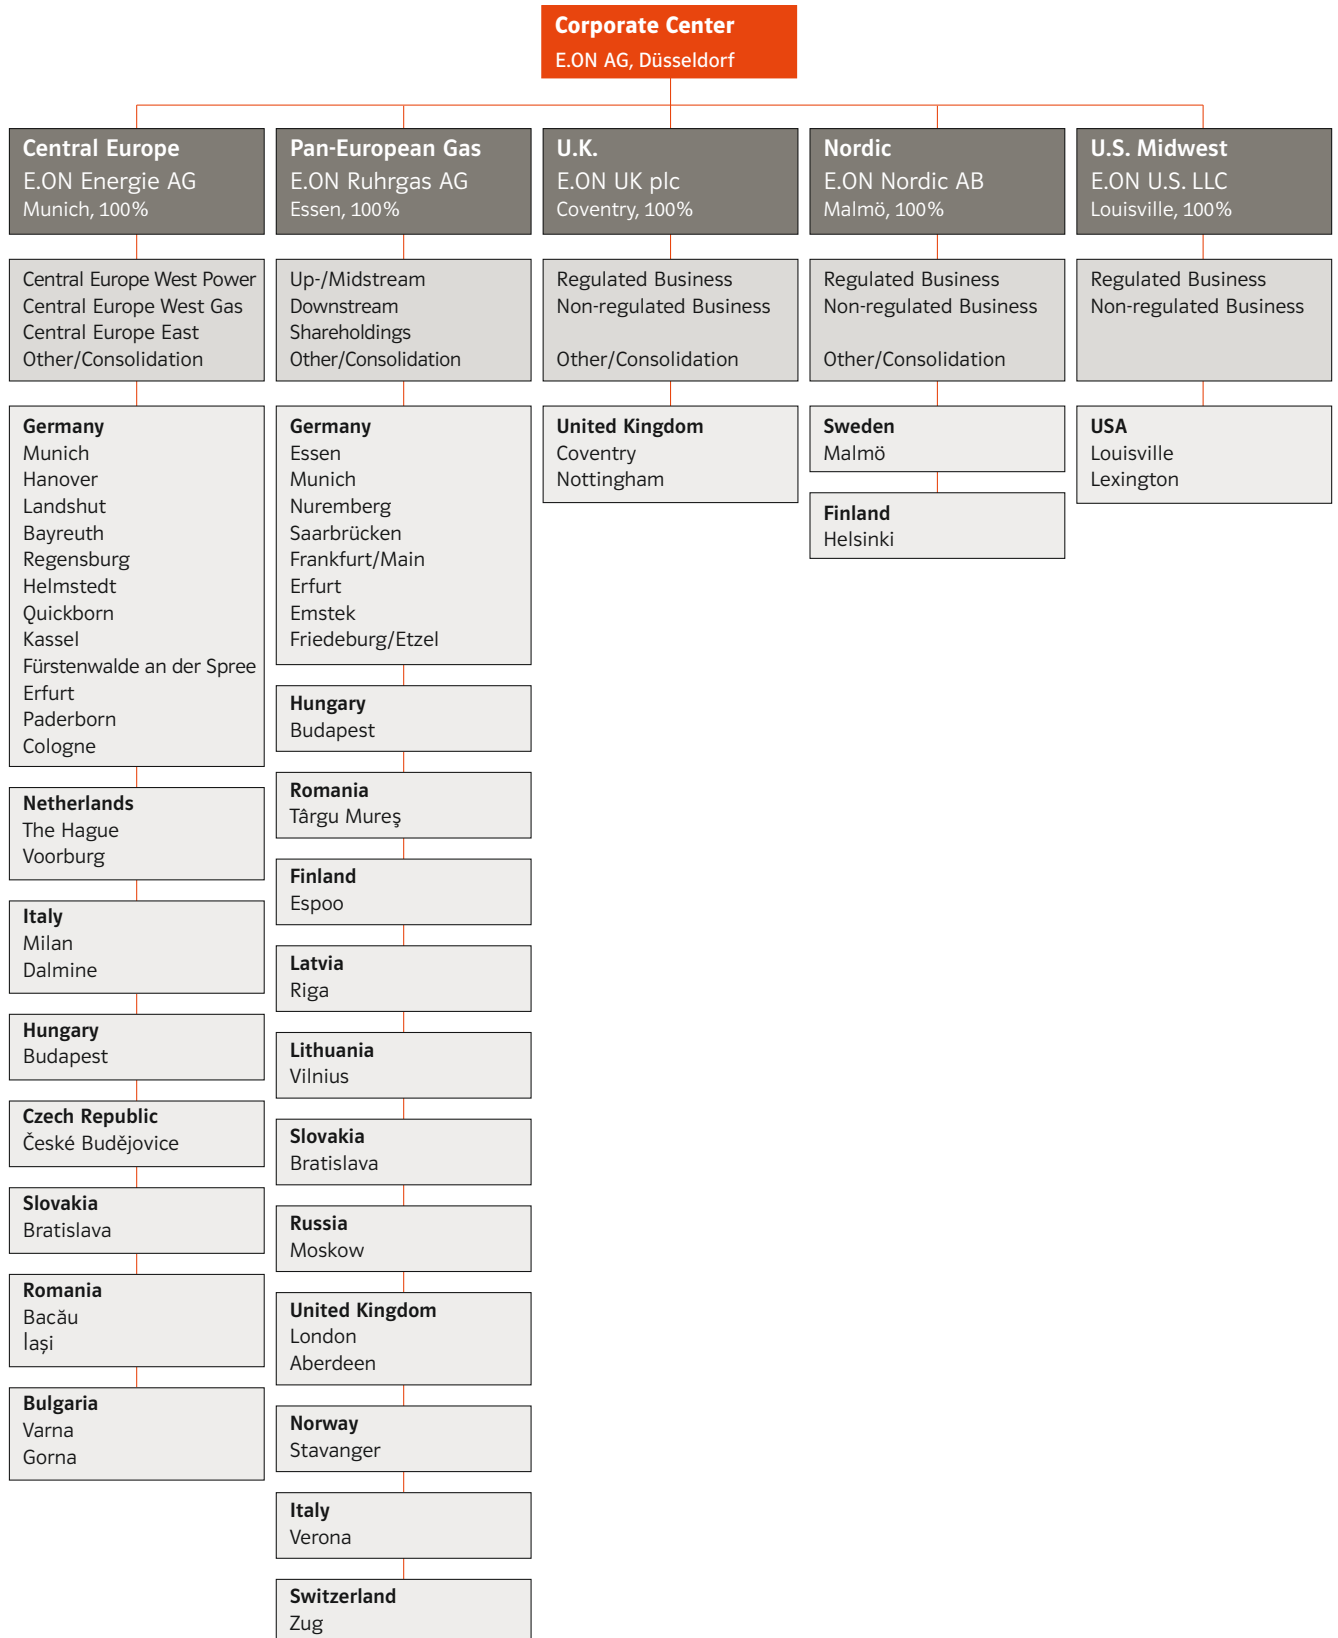 Corporate Center
E.ON AG, Düsseldorf
Central Europe
E.ON Energie AG
Munich, 100%
Central Europe West Power
Central Europe West Gas
Central Europe East
Other/Consolidation
Germany
Munich
Hanover
Landshut
Bayreuth
Regensburg
Helmstedt
Quickborn
Kassel
Fürstenwalde an der Spree
Erfurt
Paderborn
Cologne
Netherlands
The Hague
Voorburg
Italy
Milan
Dalmine
Hungary
Budapest
Czech Republic
České Budějovice
Slovakia
Bratislava
Romania
Bacău
Iași
Bulgaria
Varna
Gorna
Pan-European Gas
E.ON Ruhrgas AG
Essen, 100%
Up-/Midstream
Downstream
Shareholdings
Other/Consolidation
Germany
Essen
Munich
Nuremberg
Saarbrücken
Frankfurt/Main
Erfurt
Emstek
Friedeburg/Etzel
Hungary
Budapest
Romania
Târgu Mureş
Finland
Espoo
Latvia
Riga
Lithuania
Vilnius
Slovakia
Bratislava
Russia
Moskow
United Kingdom
London
Aberdeen
Norway
Stavanger
Italy
Verona
Switzerland
Zug
U.K.
E.ON UK plc
Coventry, 100%
Regulated Business
Non-regulated Business
Other/Consolidation
United Kingdom
Coventry
Nottingham
Nordic
E.ON Nordic AB
Malmö, 100%
Regulated Business
Non-regulated Business
Other/Consolidation
Sweden
Malmö
Finland
Helsinki
U.S. Midwest
E.ON U.S. LLC
Louisville, 100%
Regulated Business
Non-regulated Business
USA
Louisville
Lexington